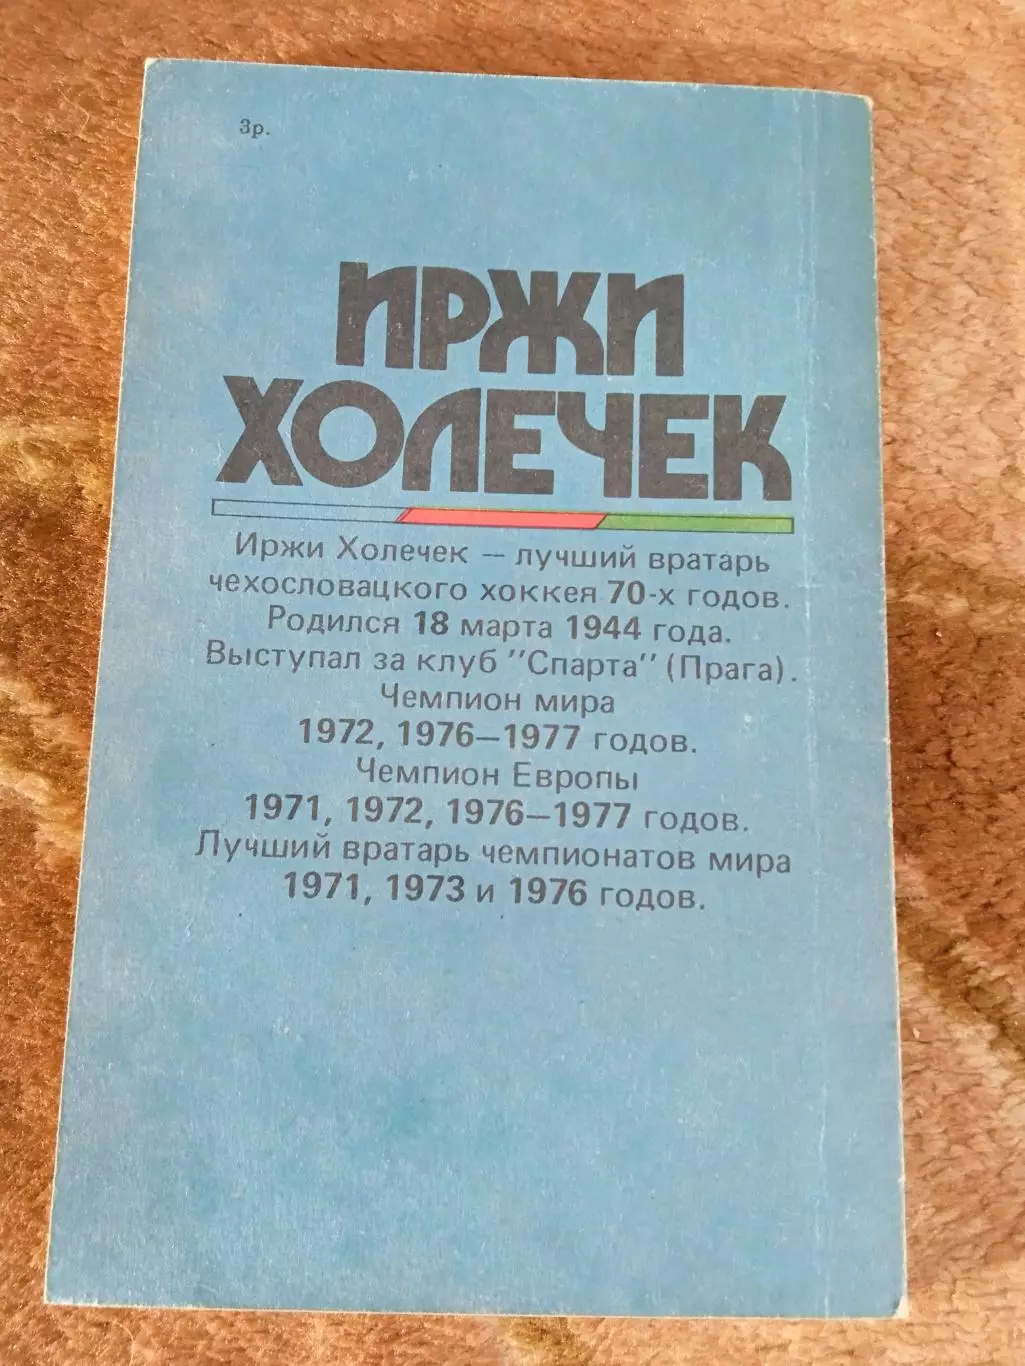 3р.
ИРЖИ
ХОЛЕЧЕК
Иржи Холечек — лучший вратарь
чехословацкого хоккея 70-х годов.
Родился 18 марта 1944 года.
Выступал за клуб "Спарта" (Прага).
Чемпион мира
1972, 1976—1977 годов.
Чемпион Европы
1971, 1972, 1976—1977 годов.
Лучший вратарь чемпионатов мира
1971, 1973 и 1976 годов.